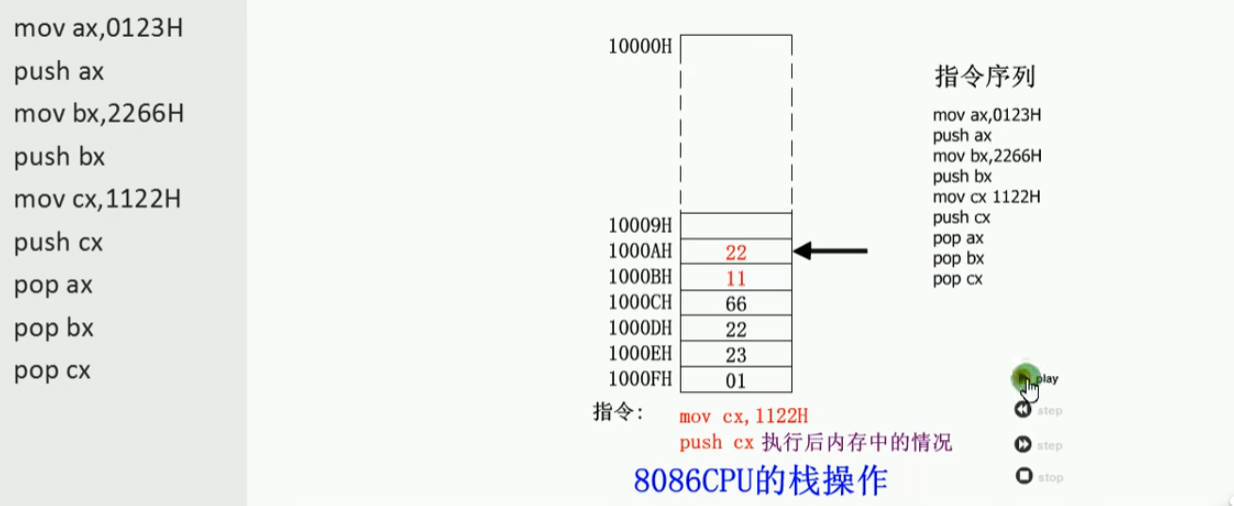 mov ax,0123H
push ax
mov bx,2266H
push bx
mov cx,1122H
push cx
pop ax
pop bx
pop cx
10000H
10009H
1000AH 22
1000BH 11
1000CH 66
1000DH 22
1000EH 23
1000FH 01
指令: mov cx,1122H
push cx 执行后内存中的情况
8086CPU的栈操作
指令序列
mov ax,0123H
push ax
mov bx,2266H
push bx
mov cx 1122H
push cx
pop ax
pop bx
pop cx
play
step
step
stop